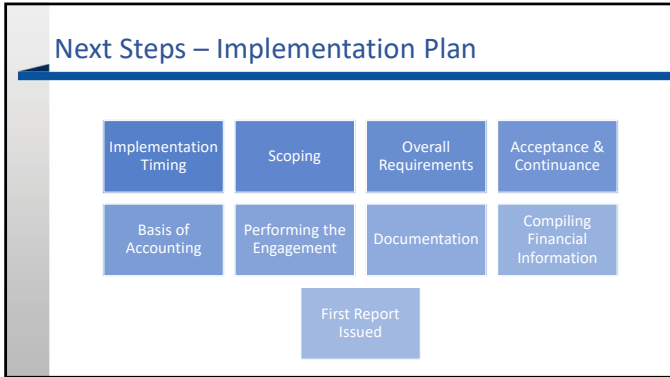 Next Steps – Implementation Plan
Implementation
Timing
Scoping
Overall
Requirements
Acceptance &
Continuance
Basis of
Accounting
Performing the
Engagement
Documentation
Compiling
Financial
Information
First Report
Issued